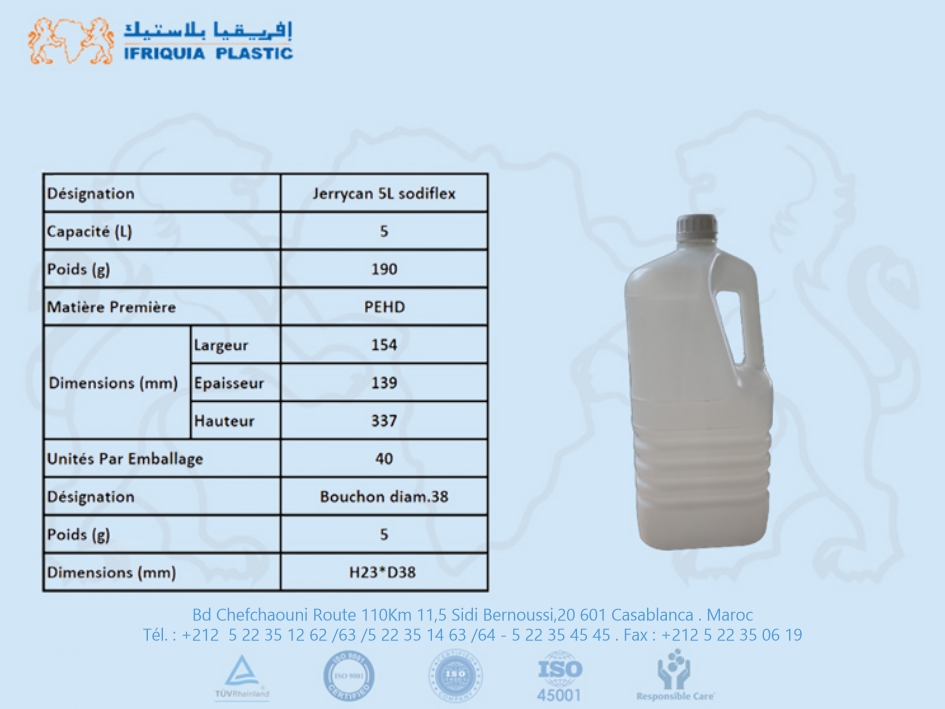 إفريقيا بلاستيك
IFRIQUIA PLASTIC
Désignation Jerrycan 5L sodiflex
Capacité (L) 5
Poids (g) 190
Matière Première PEHD
Dimensions (mm) Largeur 154
Epaisseur 139
Hauteur 337
Unités Par Emballage 40
Désignation Bouchon diam.38
Poids (g) 5
Dimensions (mm) H23*D38
Bd Chefchaouni Route 110Km 11,5 Sidi Bernoussi,20 601 Casablanca . Maroc
Tél. : +212 5 22 35 12 62 /63 /5 22 35 14 63 /64 - 5 22 35 45 45 . Fax : +212 5 22 35 06 19
TÜVRheinland
ISO 9001
ISO 9001
CERTIFIED
CERTIFIED
ISO
COMPANY
ISO
45001
Responsible Care